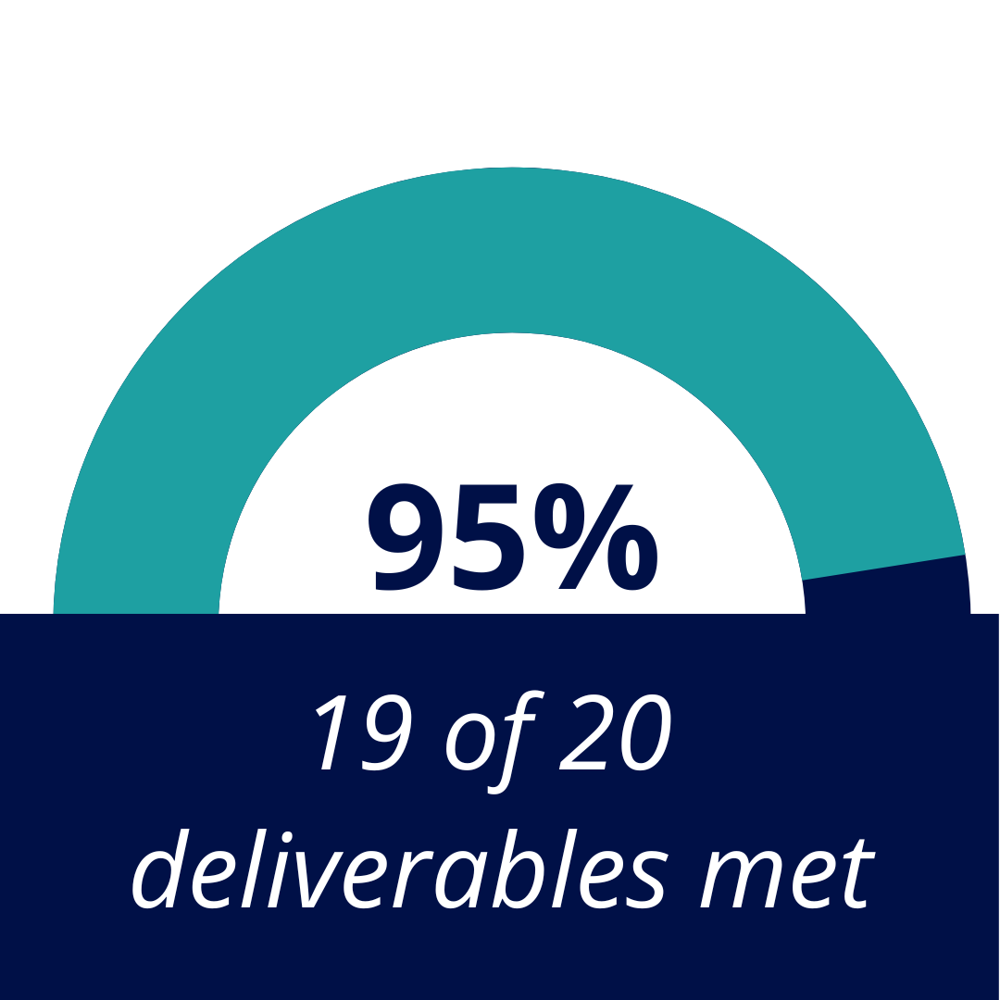 95%
19 of 20
deliverables met